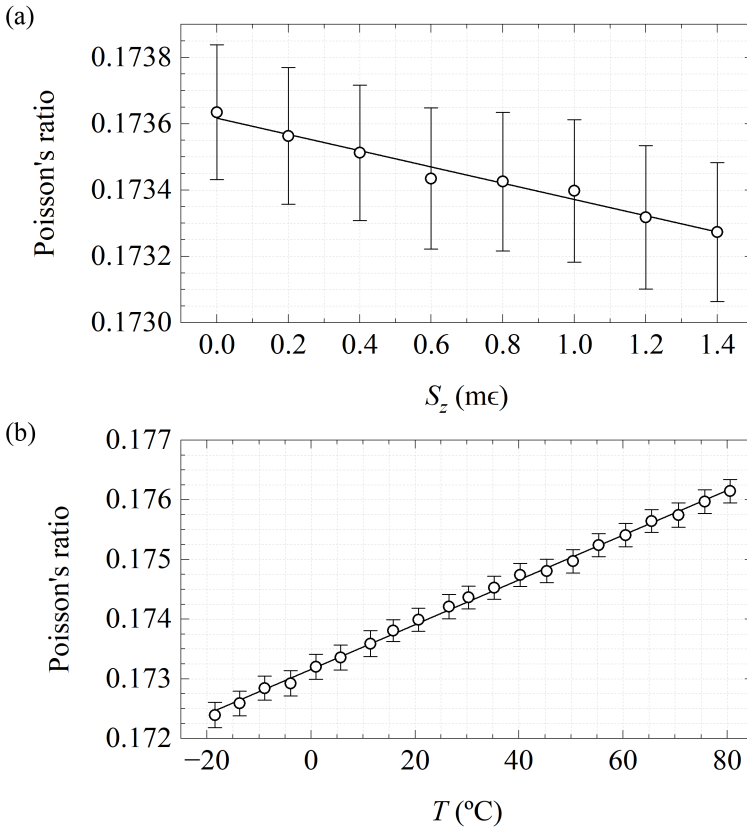 (a)
Poisson's ratio
0.1738
0.1736
0.1734
0.1732
0.1730
0.0 0.2 0.4 0.6 0.8 1.0 1.2 1.4
Sz (mϵ)
(b)
Poisson's ratio
0.177
0.176
0.175
0.174
0.173
0.172
−20 0 20 40 60 80
T (ºC)